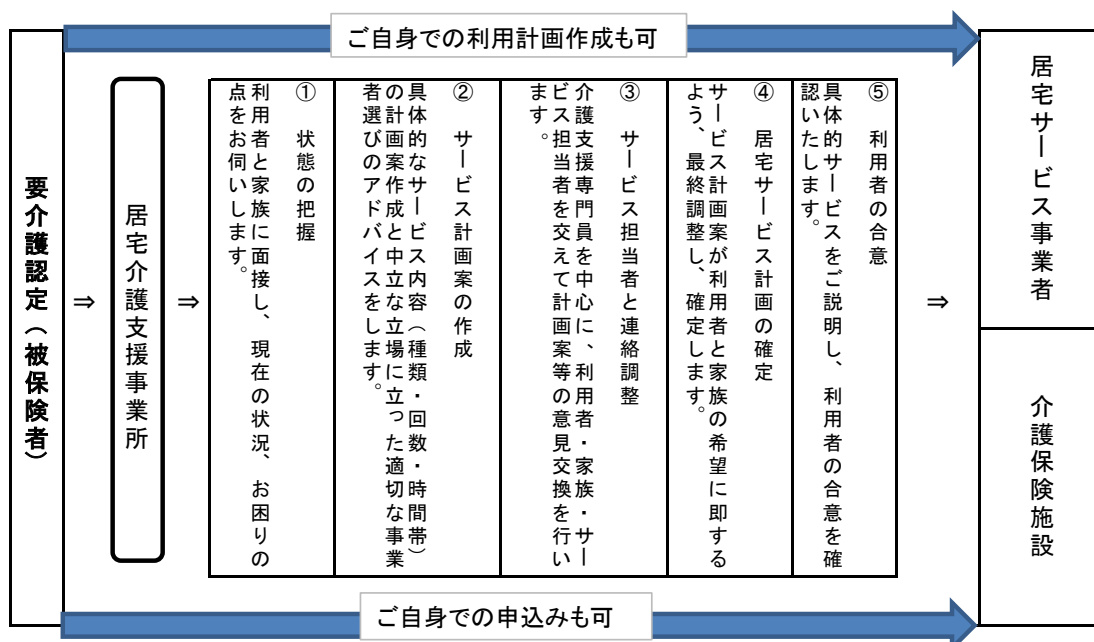 ご自身での利用計画作成も可
要介護認定（被保険者）
⇒
居宅介護支援事業所
⇒
① 状態の把握
利用者と家族に面接し、現在の状況、お困りの
点をお伺いします。
② サービス計画案の作成
具体的なサービス内容（種類・回数・時間帯）
の計画案作成と中立な立場に立った適切な事業
者選びのアドバイスをします。
③ サービス担当者と連絡調整
介護支援専門員を中心に、利用者・家族・サー
ビス担当者を交えて計画案等の意見交換を行い
ます。
④ 居宅サービス計画の確定
サービス計画案が利用者と家族の希望に即する
よう、最終調整し、確定します。
⑤ 利用者の合意
具体的サービスをご説明し、利用者の合意を確
認いたします。
⇒
居宅サービス事業者
介護保険施設
ご自身での申込みも可